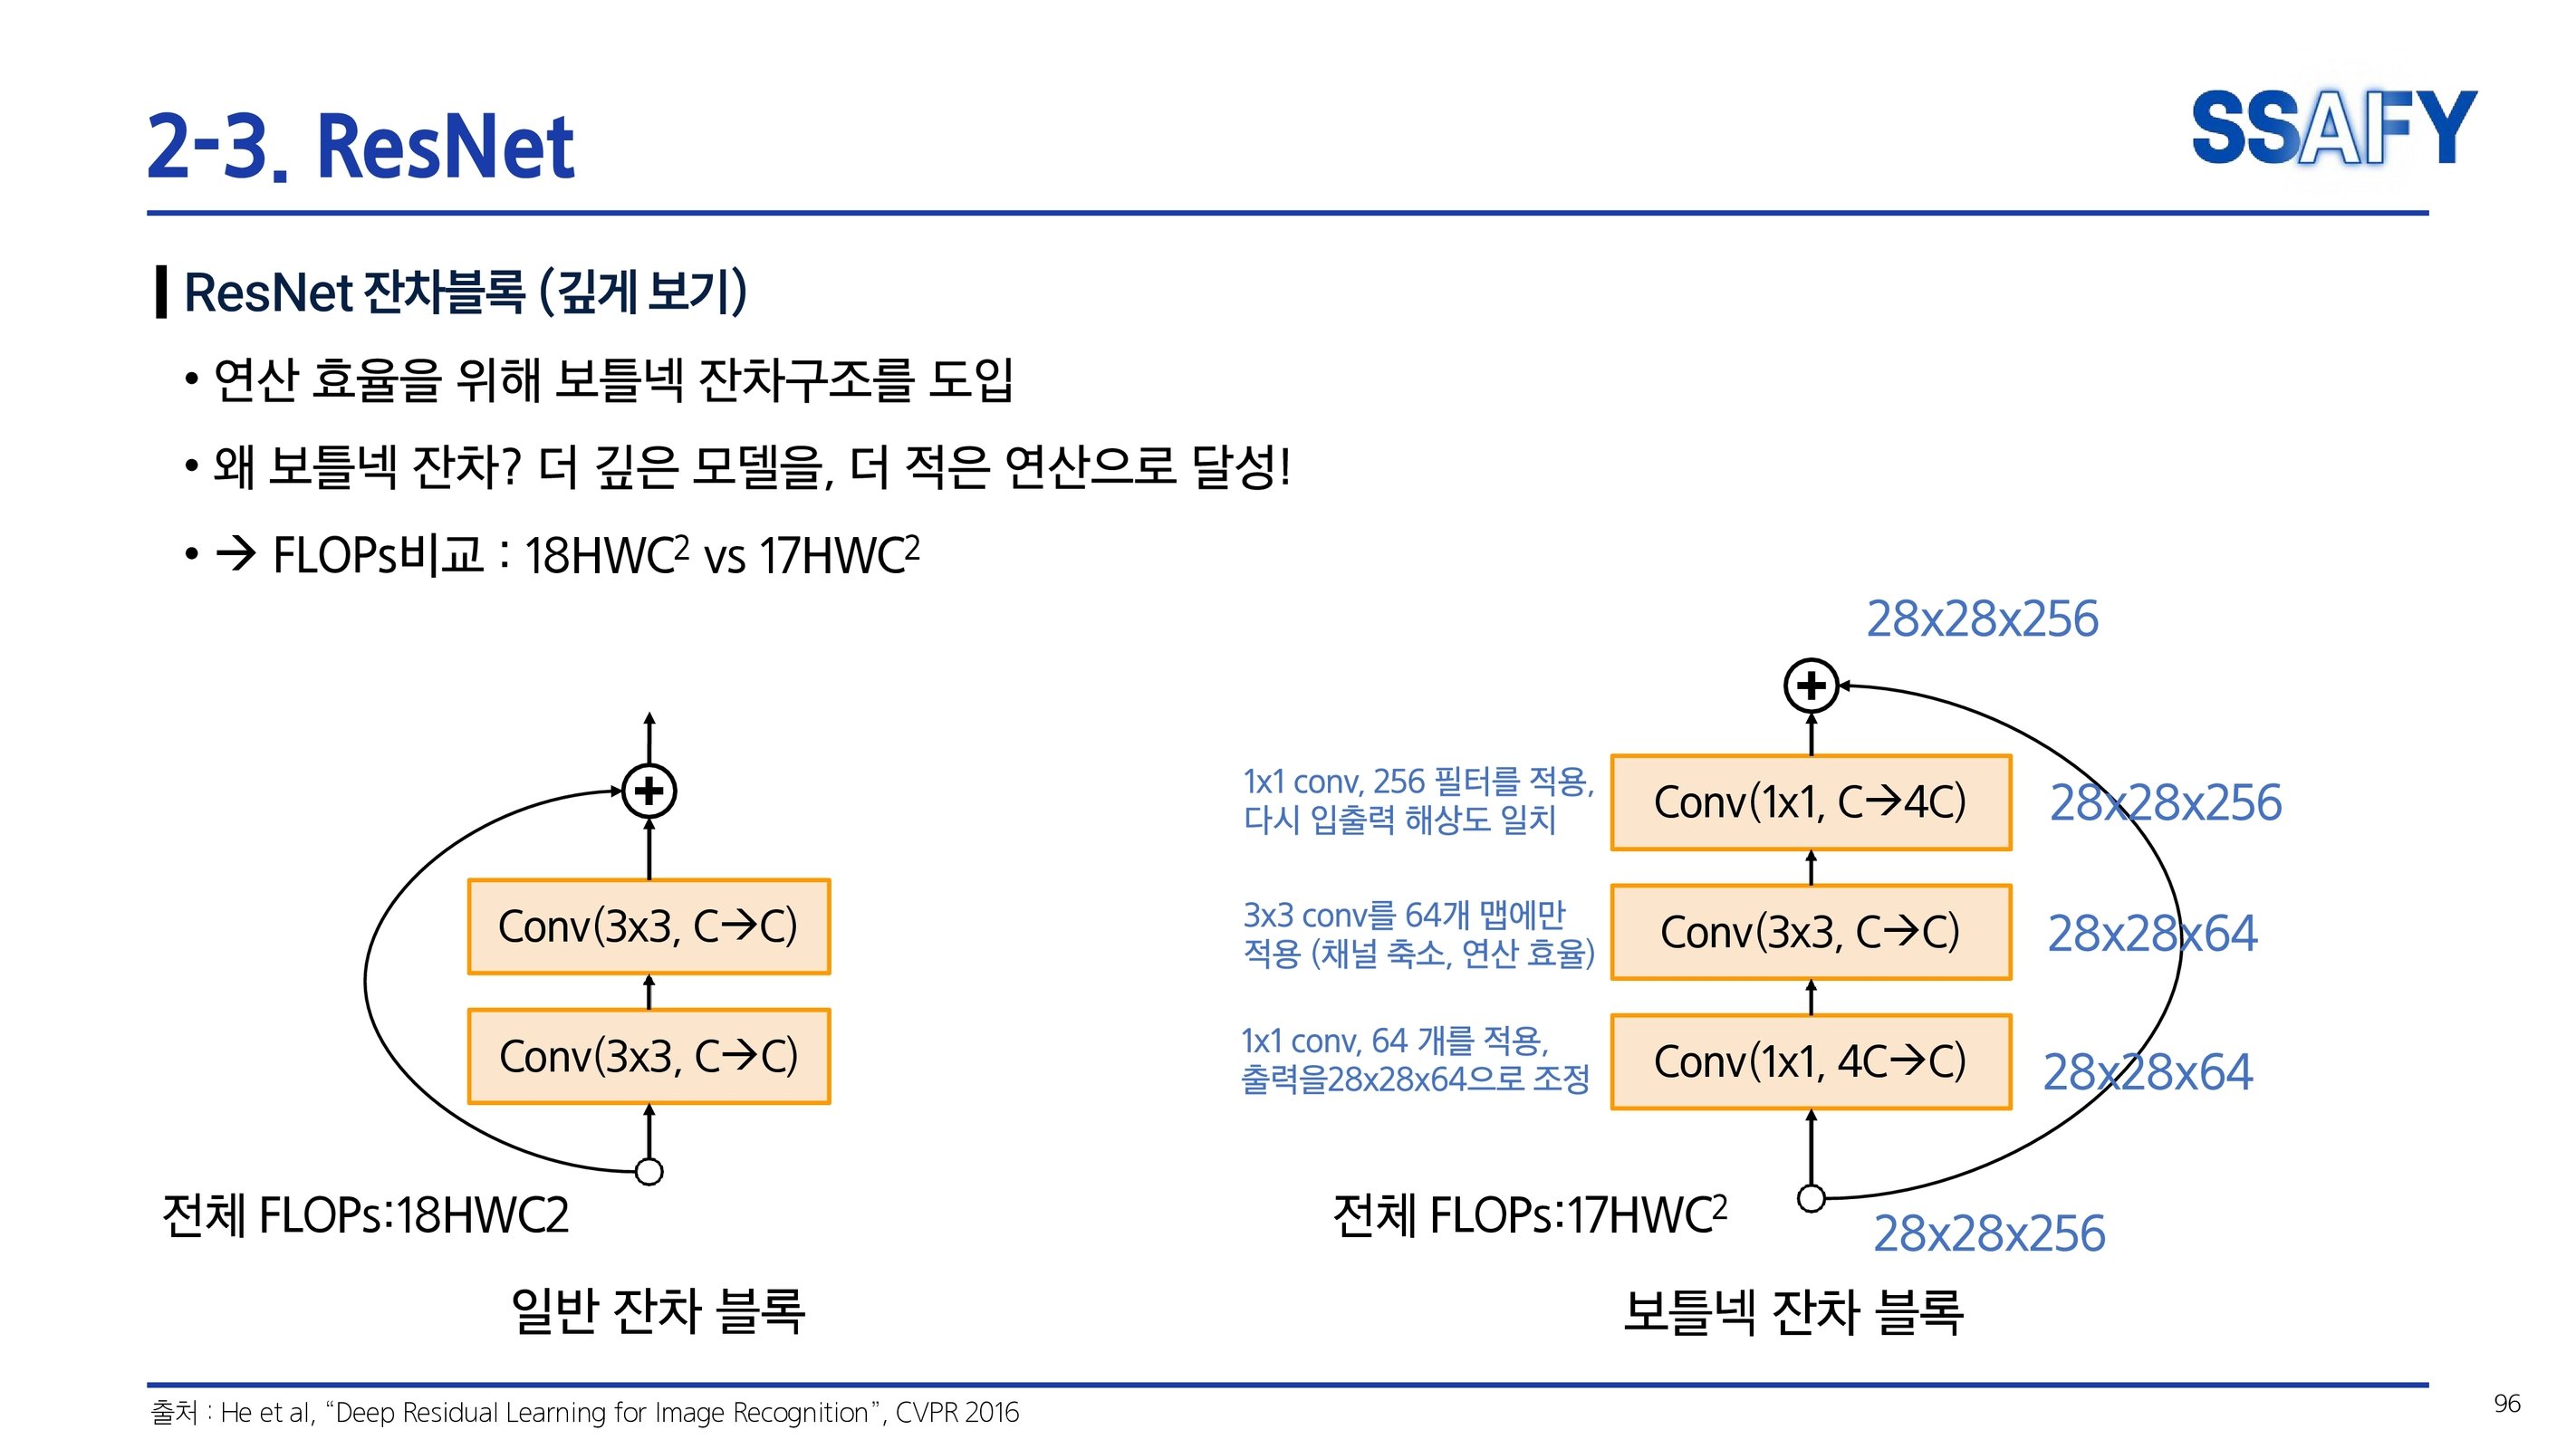 2-3. ResNet
SSAFY
ResNet 잔차블록 (깊게 보기)
• 연산 효율을 위해 보틀넥 잔차구조를 도입
• 왜 보틀넥 잔차? 더 깊은 모델을, 더 적은 연산으로 달성!
• → FLOPs비교 : 18HWC² vs 17HWC²
Conv(3x3, C→C)
Conv(3x3, C→C)
전체 FLOPs:18HWC2
일반 잔차 블록
28x28x256
1x1 conv, 256 필터를 적용,
다시 입출력 해상도 일치
Conv(1x1, C→4C)
28x28x256
3x3 conv를 64개 맵에만
적용 (채널 축소, 연산 효율)
Conv(3x3, C→C)
28x28x64
1x1 conv, 64 개를 적용,
출력을28x28x64으로 조정
Conv(1x1, 4C→C)
28x28x64
전체 FLOPs:17HWC²
28x28x256
보틀넥 잔차 블록
출처 : He et al, “Deep Residual Learning for Image Recognition”, CVPR 2016
96